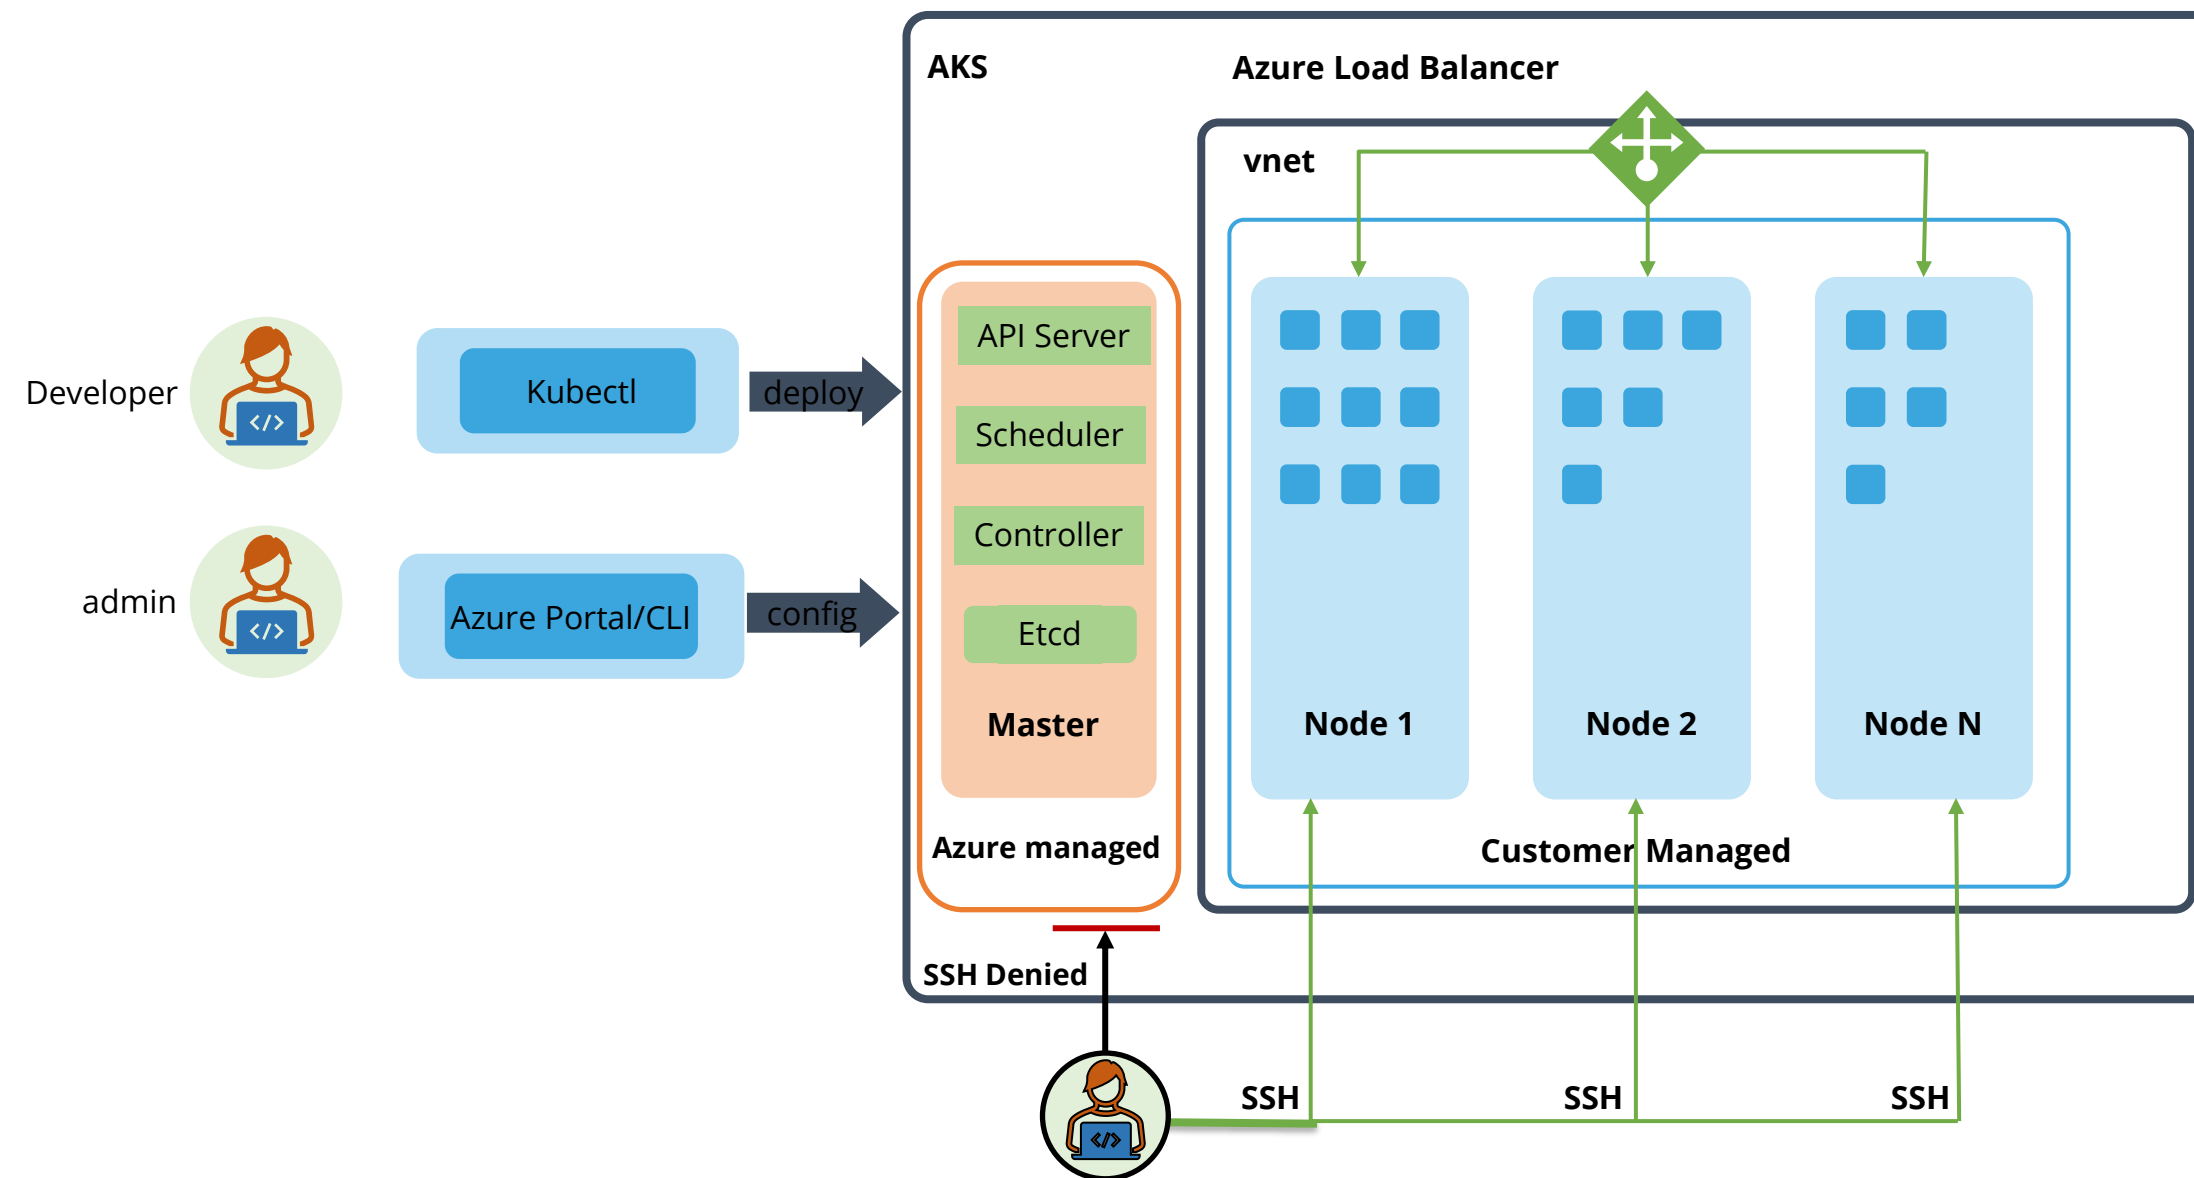 AKS
Azure Load Balancer
vnet
Developer
Kubectl
deploy
admin
Azure Portal/CLI
config
API Server
Scheduler
Controller
Etcd
Master
Azure managed
Node 1
Node 2
Node N
Customer Managed
SSH Denied
SSH
SSH
SSH